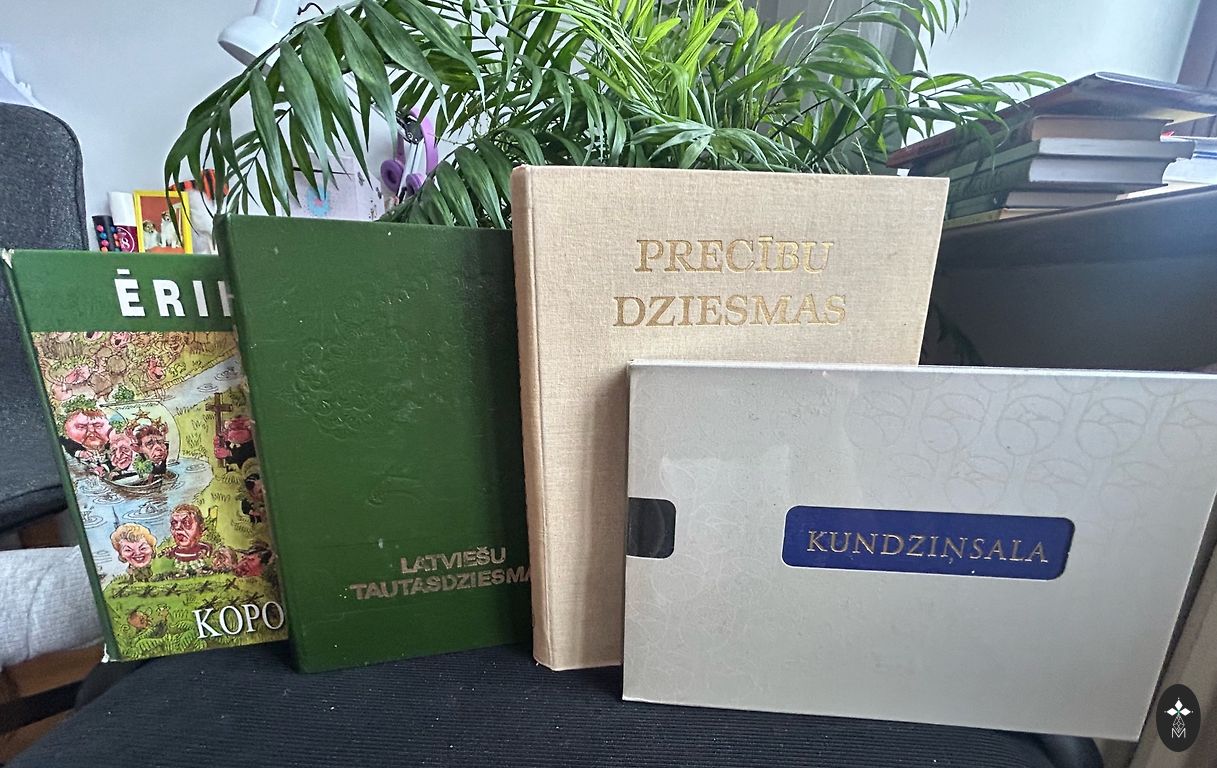 ĒRIH
KOPO
LATVIEŠU
TAUTASDZIESMA
PRECĪBU
DZIESMAS
KUNDZIŅSALA
M